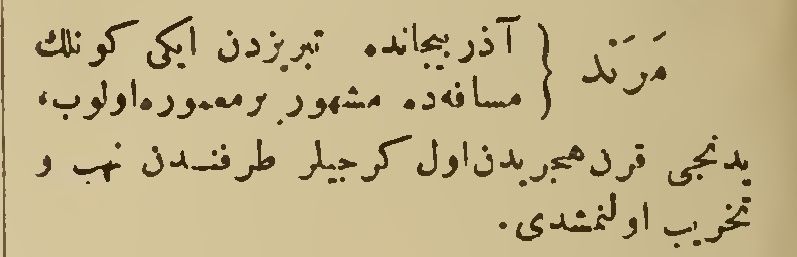 مَرَند { آذربیجانده تبریزدن ایکی کونلك
مسافه‌ده مشهور برمعموره اولوب،
یدنجی قرن هجریدن اول کرجیلر طرفندن نهب و
تخریب اولنمشدی.